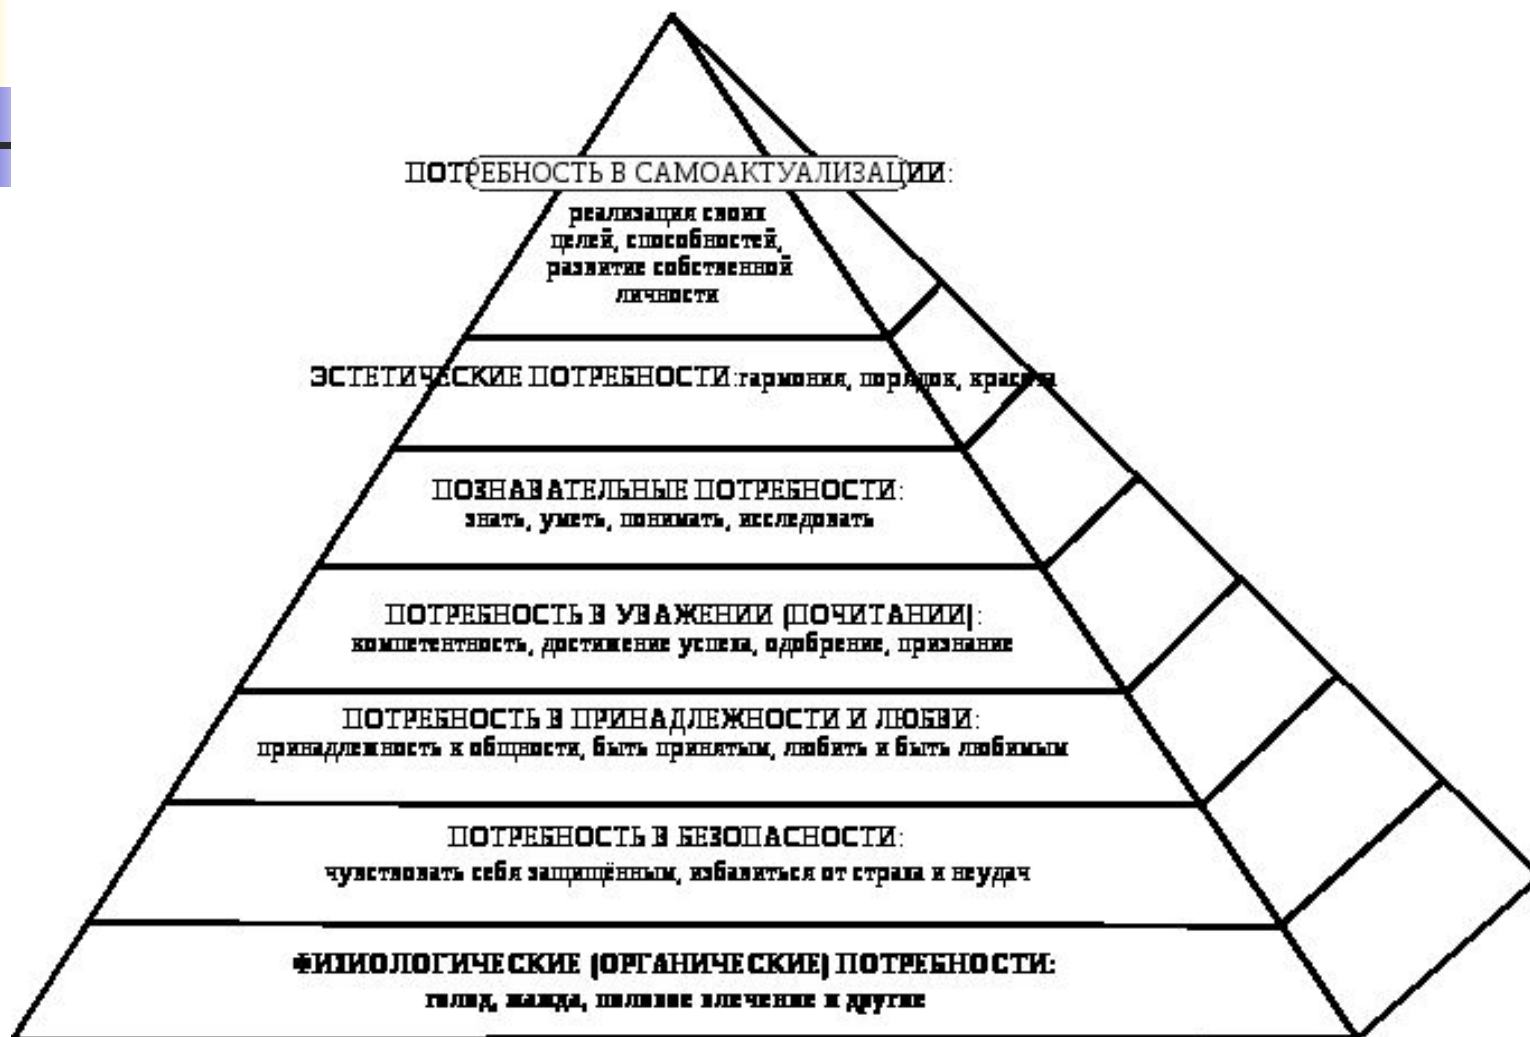 ПОТРЕБНОСТЬ В САМОАКТУАЛИЗАЦИИ:
реализация своих
целей, способностей,
развитие собственной
личности
ЭСТЕТИЧЕСКИЕ ПОТРЕБНОСТИ: гармония, порядок, красота
ПОЗНАВАТЕЛЬНЫЕ ПОТРЕБНОСТИ:
знать, уметь, понимать, исследовать
ПОТРЕБНОСТЬ В УВАЖЕНИИ (ПОЧИТАНИИ):
компетентность, достижение успеха, одобрение, признание
ПОТРЕБНОСТЬ В ПРИНАДЛЕЖНОСТИ И ЛЮБВИ:
принадлежность к общности, быть принятым, любить и быть любимым
ПОТРЕБНОСТЬ В БЕЗОПАСНОСТИ:
чувствовать себя защищённым, избавиться от страха и неудач
ФИЗИОЛОГИЧЕСКИЕ (ОРГАНИЧЕСКИЕ) ПОТРЕБНОСТИ:
голод, жажда, половое влечение и другие